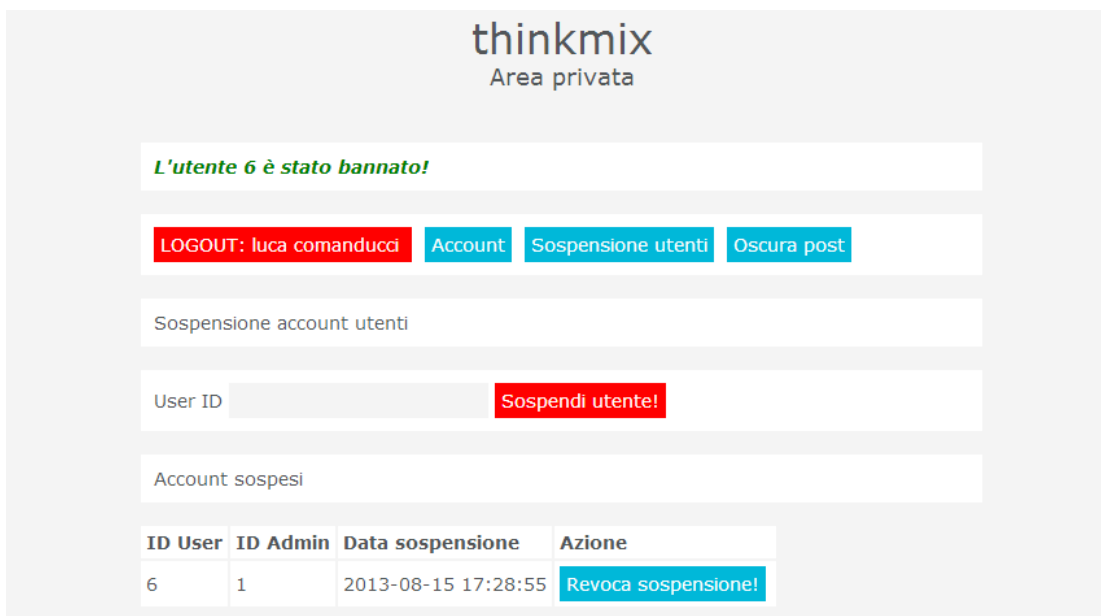 thinkmix
Area privata
L'utente 6 è stato bannato!
LOGOUT: luca comanducci Account Sospensione utenti Oscura post
Sospensione account utenti
User ID Sospendi utente!
Account sospesi
ID User ID Admin Data sospensione Azione
6 1 2013-08-15 17:28:55 Revoca sospensione!